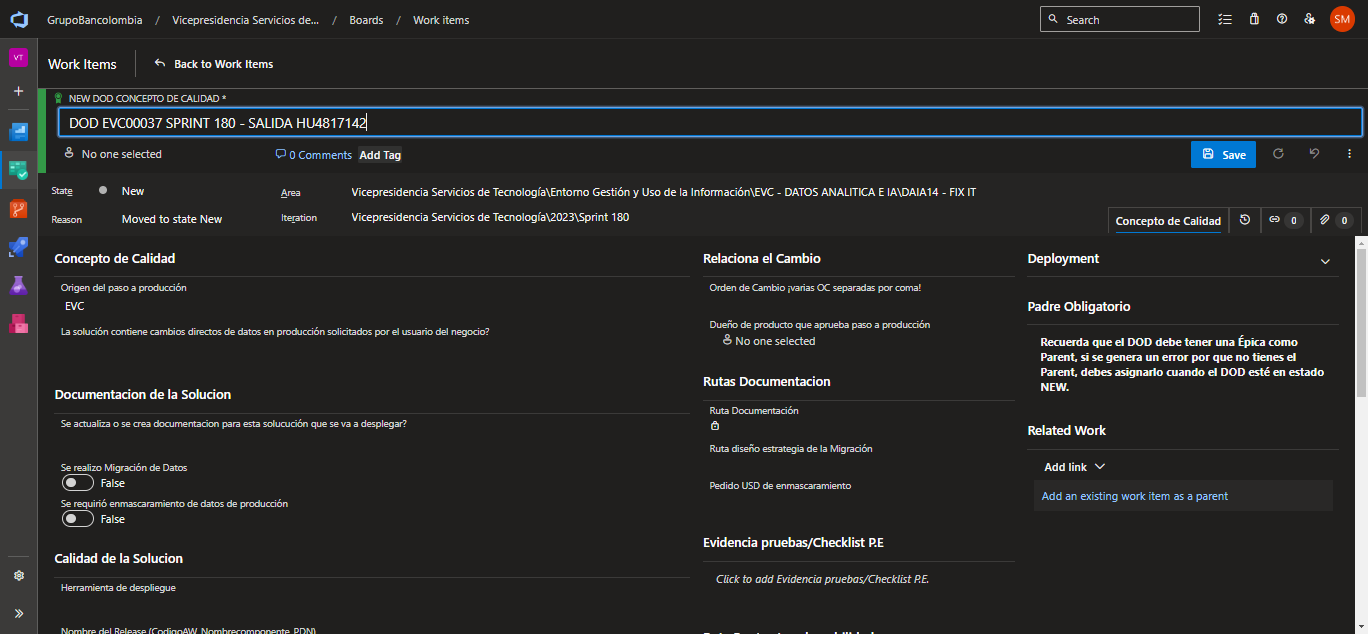 GrupoBancolombia / Vicepresidencia Servicios de... / Boards / Work items
Search
SM
VT
Work Items
Back to Work Items
NEW DOD CONCEPTO DE CALIDAD *
DOD EVC00037 SPRINT 180 - SALIDA HU4817142
No one selected
0 Comments
Add Tag
Save
State
New
Area
Vicepresidencia Servicios de Tecnología\Entorno Gestión y Uso de la Información\EVC - DATOS ANALITICA E IA\DAIA14 - FIX IT
Reason
Moved to state New
Iteration
Vicepresidencia Servicios de Tecnología\2023\Sprint 180
Concepto de Calidad
0
0
Concepto de Calidad
Origen del paso a producción
EVC
La solución contiene cambios directos de datos en producción solicitados por el usuario del negocio?
Documentacion de la Solucion
Se actualiza o se crea documentacion para esta solucución que se va a desplegar?
Se realizo Migración de Datos
False
Se requirió enmascaramiento de datos de producción
False
Calidad de la Solucion
Herramienta de despliegue
Nombre del Release (CodigoAW_Nombrecomponente_PDN)
Relaciona el Cambio
Orden de Cambio ¡varias OC separadas por coma!
Dueño de producto que aprueba paso a producción
No one selected
Rutas Documentacion
Ruta Documentación
Ruta diseño estrategia de la Migración
Pedido USD de enmascaramiento
Evidencia pruebas/Checklist P.E
Click to add Evidencia pruebas/Checklist P.E.
Deployment
Padre Obligatorio
Recuerda que el DOD debe tener una Épica como
Parent, si se genera un error por que no tienes el
Parent, debes asignarlo cuando el DOD esté en estado
NEW.
Related Work
Add link
Add an existing work item as a parent